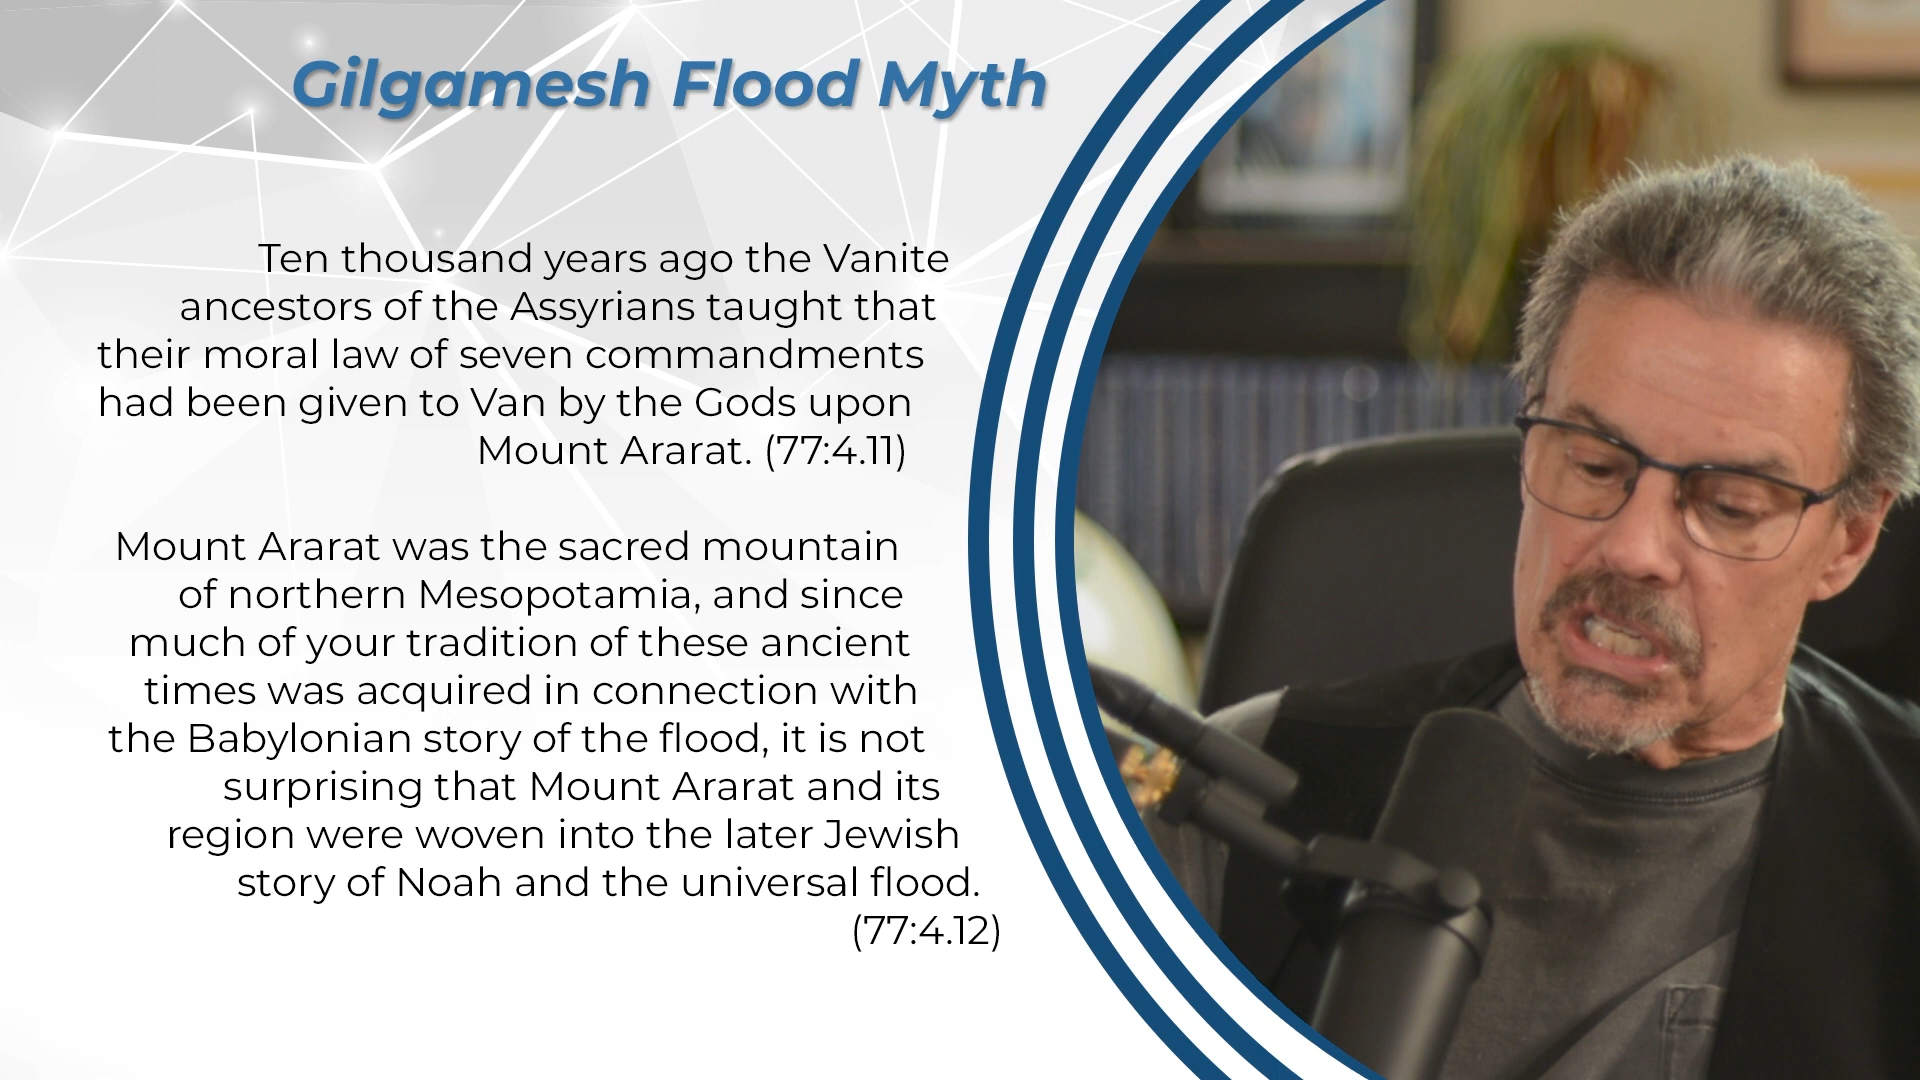 Gilgamesh Flood Myth
Ten thousand years ago the Vanite
ancestors of the Assyrians taught that
their moral law of seven commandments
had been given to Van by the Gods upon
Mount Ararat. (77:4.11)
Mount Ararat was the sacred mountain
of northern Mesopotamia, and since
much of your tradition of these ancient
times was acquired in connection with
the Babylonian story of the flood, it is not
surprising that Mount Ararat and its
region were woven into the later Jewish
story of Noah and the universal flood.
(77:4.12)